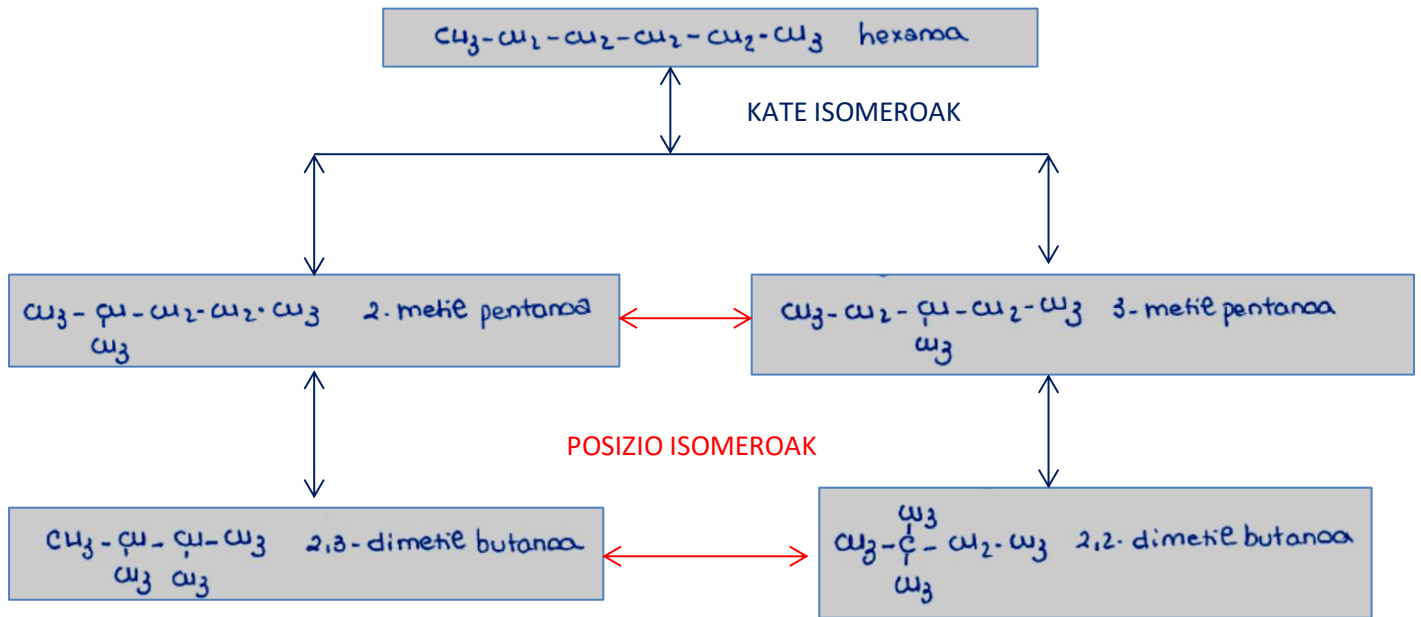 CH3-CH2-CH2-CH2-CH2-CH3 hexanoa
KATE ISOMEROAK
CH3-CH-CH2-CH2-CH3 2-metil pentanoa
CH3
CH3-CH2-CH-CH2-CH3 3-metil pentanoa
CH3
POSIZIO ISOMEROAK
CH3-CH-CH-CH3 2,3-dimetil butanoa
CH3 CH3
CH3
CH3-C-CH2-CH3 2,2-dimetil butanoa
CH3